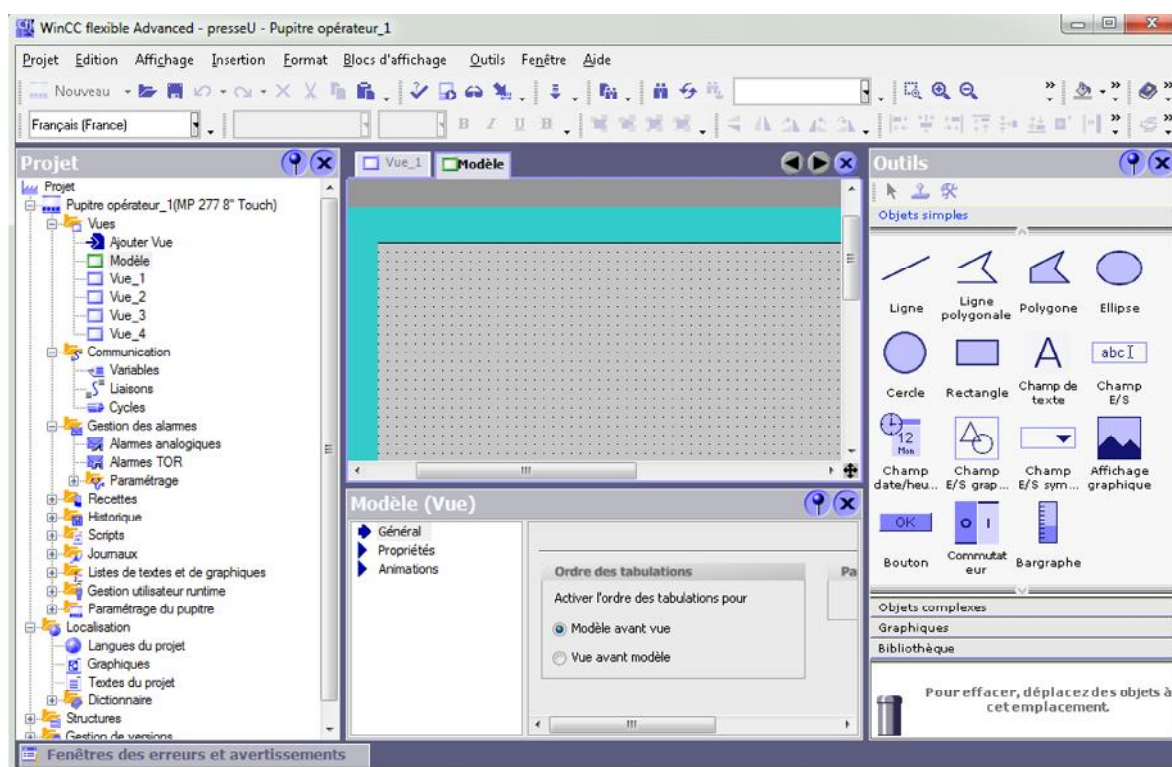 WinCC flexible Advanced - presseU - Pupitre opérateur_1
Projet Edition Affichage Insertion Format Blocs d'affichage Outils Fenêtre Aide
Nouveau
Français (France)
B I U
Projet
Projet
Pupitre opérateur_1(MP 277 8" Touch)
Vues
Ajouter Vue
Modèle
Vue_1
Vue_2
Vue_3
Vue_4
Communication
Variables
Liaisons
Cycles
Gestion des alarmes
Alarmes analogiques
Alarmes TOR
Paramétrage
Recettes
Historique
Scripts
Journaux
Listes de textes et de graphiques
Gestion utilisateur runtime
Paramétrage du pupitre
Localisation
Langues du projet
Graphiques
Textes du projet
Dictionnaire
Structures
Gestion de versions
Vue_1 Modèle
Modèle (Vue)
Général
Propriétés
Animations
Ordre des tabulations
Activer l'ordre des tabulations pour
Modèle avant vue
Vue avant modèle
Pa
Outils
Objets simples
Ligne
Ligne polygonale
Polygone
Ellipse
A
abc
Cercle
Rectangle
Champ de texte
Champ E/S
12
Mon
Champ date/heu...
Champ E/S grap...
Champ E/S sym...
Affichage graphique
OK
O I
Bouton
Commutat eur
Bargraphe
Objets complexes
Graphiques
Bibliothèque
Pour effacer, déplacez des objets à
cet emplacement.
Fenêtres des erreurs et avertissements